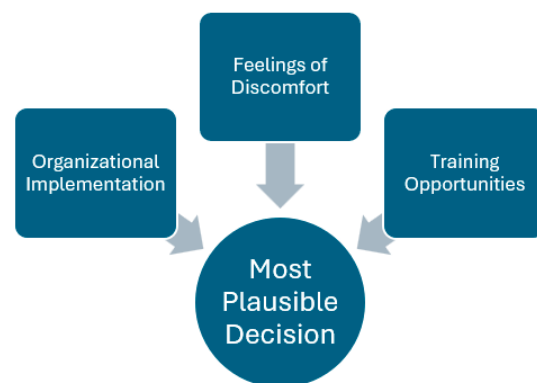 Feelings of
Discomfort
Organizational
Implementation
Training
Opportunities
Most
Plausible
Decision